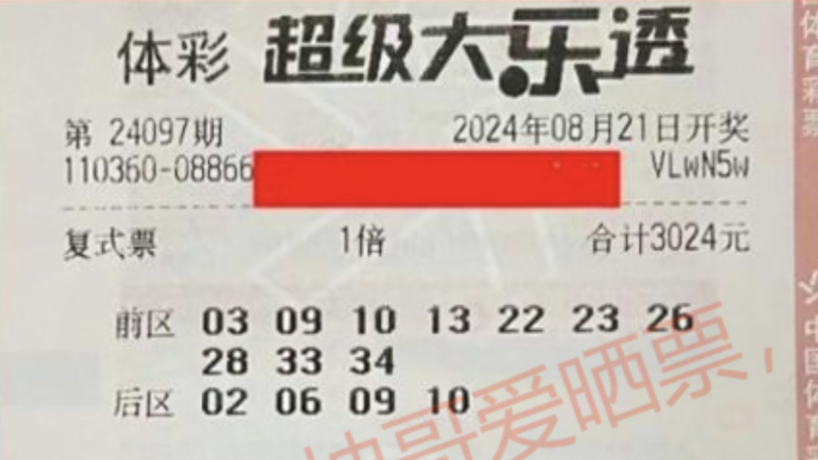 体彩 超级大乐透
第 24097期 2024年08月21日开奖
110360-08866 VLwN5w
复式票 1倍 合计3024元
前区 03 09 10 13 22 23 26
28 33 34
后区 02 06 09 10
哥爱晒票,
体育彩票
中国体育